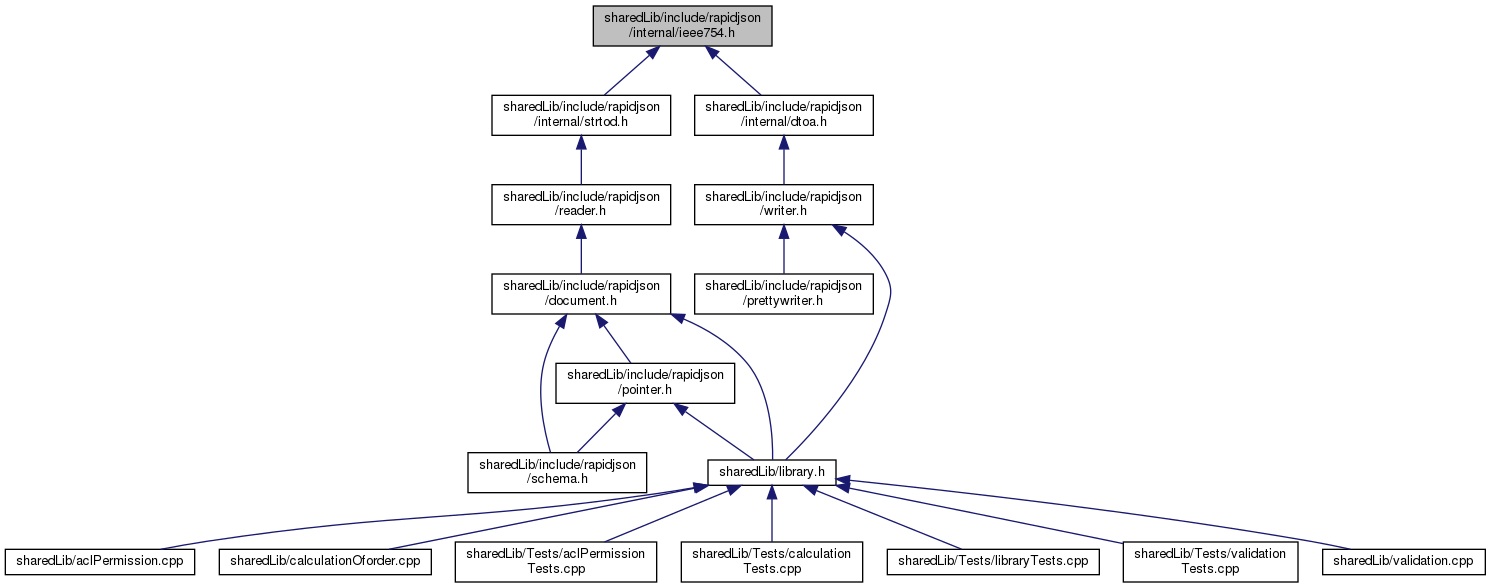 sharedLib/include/rapidjson
/internal/ieee754.h
sharedLib/include/rapidjson
/internal/strtod.h
sharedLib/include/rapidjson
/internal/dtoa.h
sharedLib/include/rapidjson
/reader.h
sharedLib/include/rapidjson
/writer.h
sharedLib/include/rapidjson
/document.h
sharedLib/include/rapidjson
/prettywriter.h
sharedLib/include/rapidjson
/pointer.h
sharedLib/include/rapidjson
/schema.h
sharedLib/library.h
sharedLib/aclPermission.cpp
sharedLib/calculationOforder.cpp
sharedLib/Tests/aclPermission
Tests.cpp
sharedLib/Tests/calculation
Tests.cpp
sharedLib/Tests/libraryTests.cpp
sharedLib/Tests/validation
Tests.cpp
sharedLib/validation.cpp